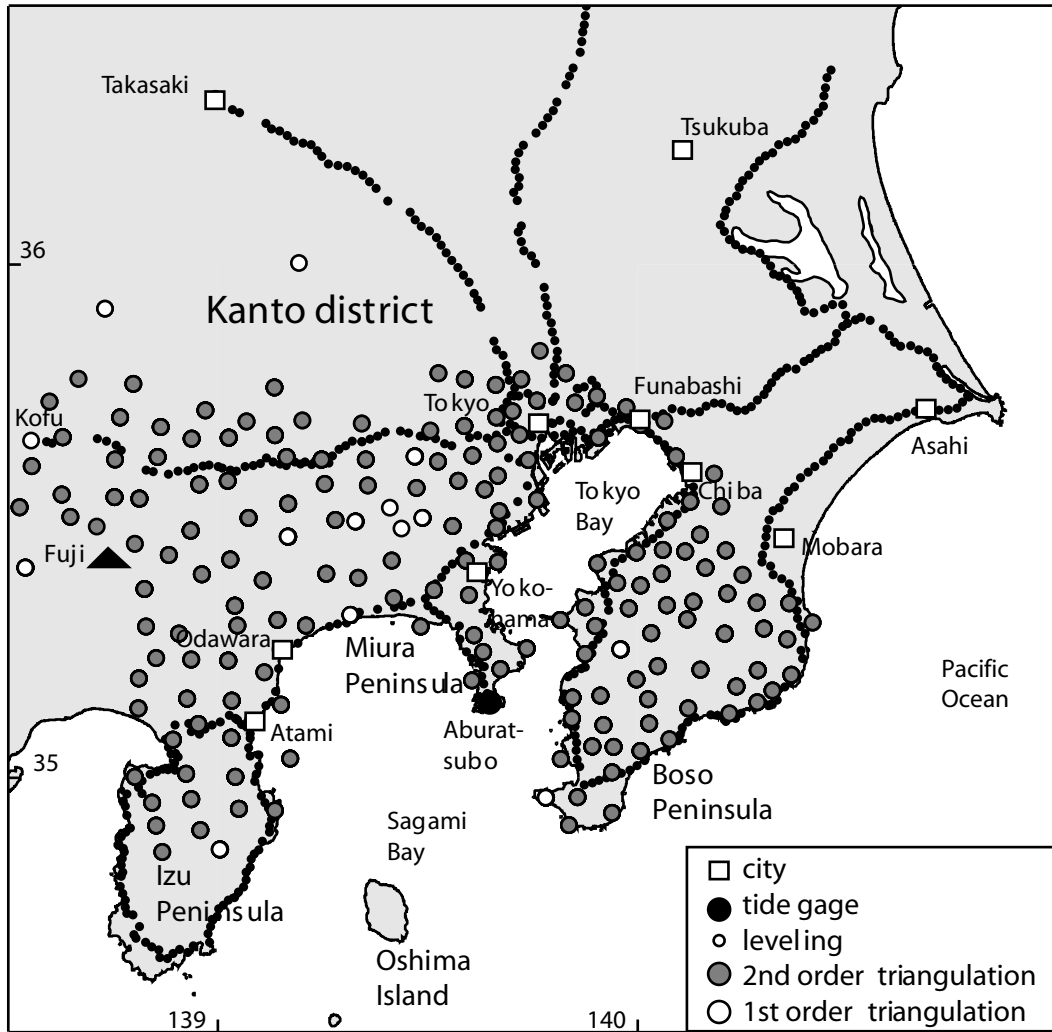 Takasaki
Tsukuba
36
Kanto district
Funabashi
Tokyo
Kofu
Asahi
Tokyo
Bay
Chiba
Fuji
Mobara
Yoko-
hama
Odawara
Miura
Peninsula
Pacific
Ocean
Atami
Aburat-
subo
35
Boso
Peninsula
Sagami
Bay
Izu
Peninsula
Oshima
Island
city
tide gage
leveling
2nd order triangulation
1st order triangulation
139
140